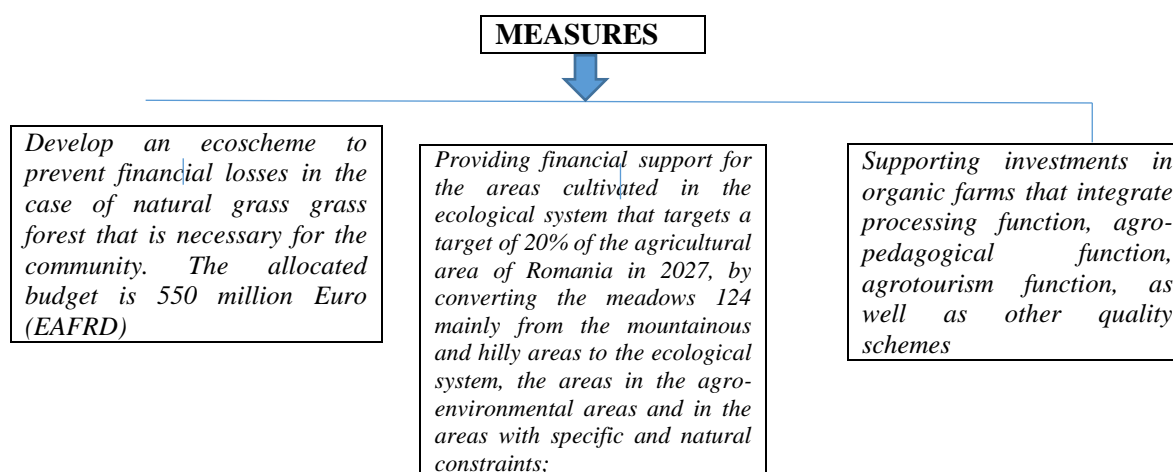 MEASURES
Develop an ecoscheme to
prevent financial losses in the
case of natural grass grass
forest that is necessary for the
community. The allocated
budget is 550 million Euro
(EAFRD)
Providing financial support for
the areas cultivated in the
ecological system that targets a
target of 20% of the agricultural
area of Romania in 2027, by
converting the meadows 124
mainly from the mountainous
and hilly areas to the ecological
system, the areas in the agro-
environmental areas and in the
areas with specific and natural
constraints;
Supporting investments in
organic farms that integrate
processing function, agro-
pedagogical function,
agrotourism function, as
well as other quality
schemes